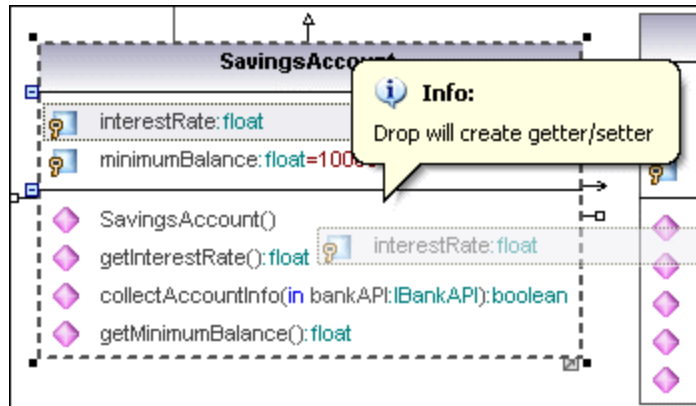 SavingsAccount
Info:
Drop will create getter/setter
interestRate:float
minimumBalance:float=10000
SavingsAccount()
getInterestRate():float
interestRate:float
collectAccountInfo(in bankAPI:IBankAPI):boolean
getMinimumBalance():float